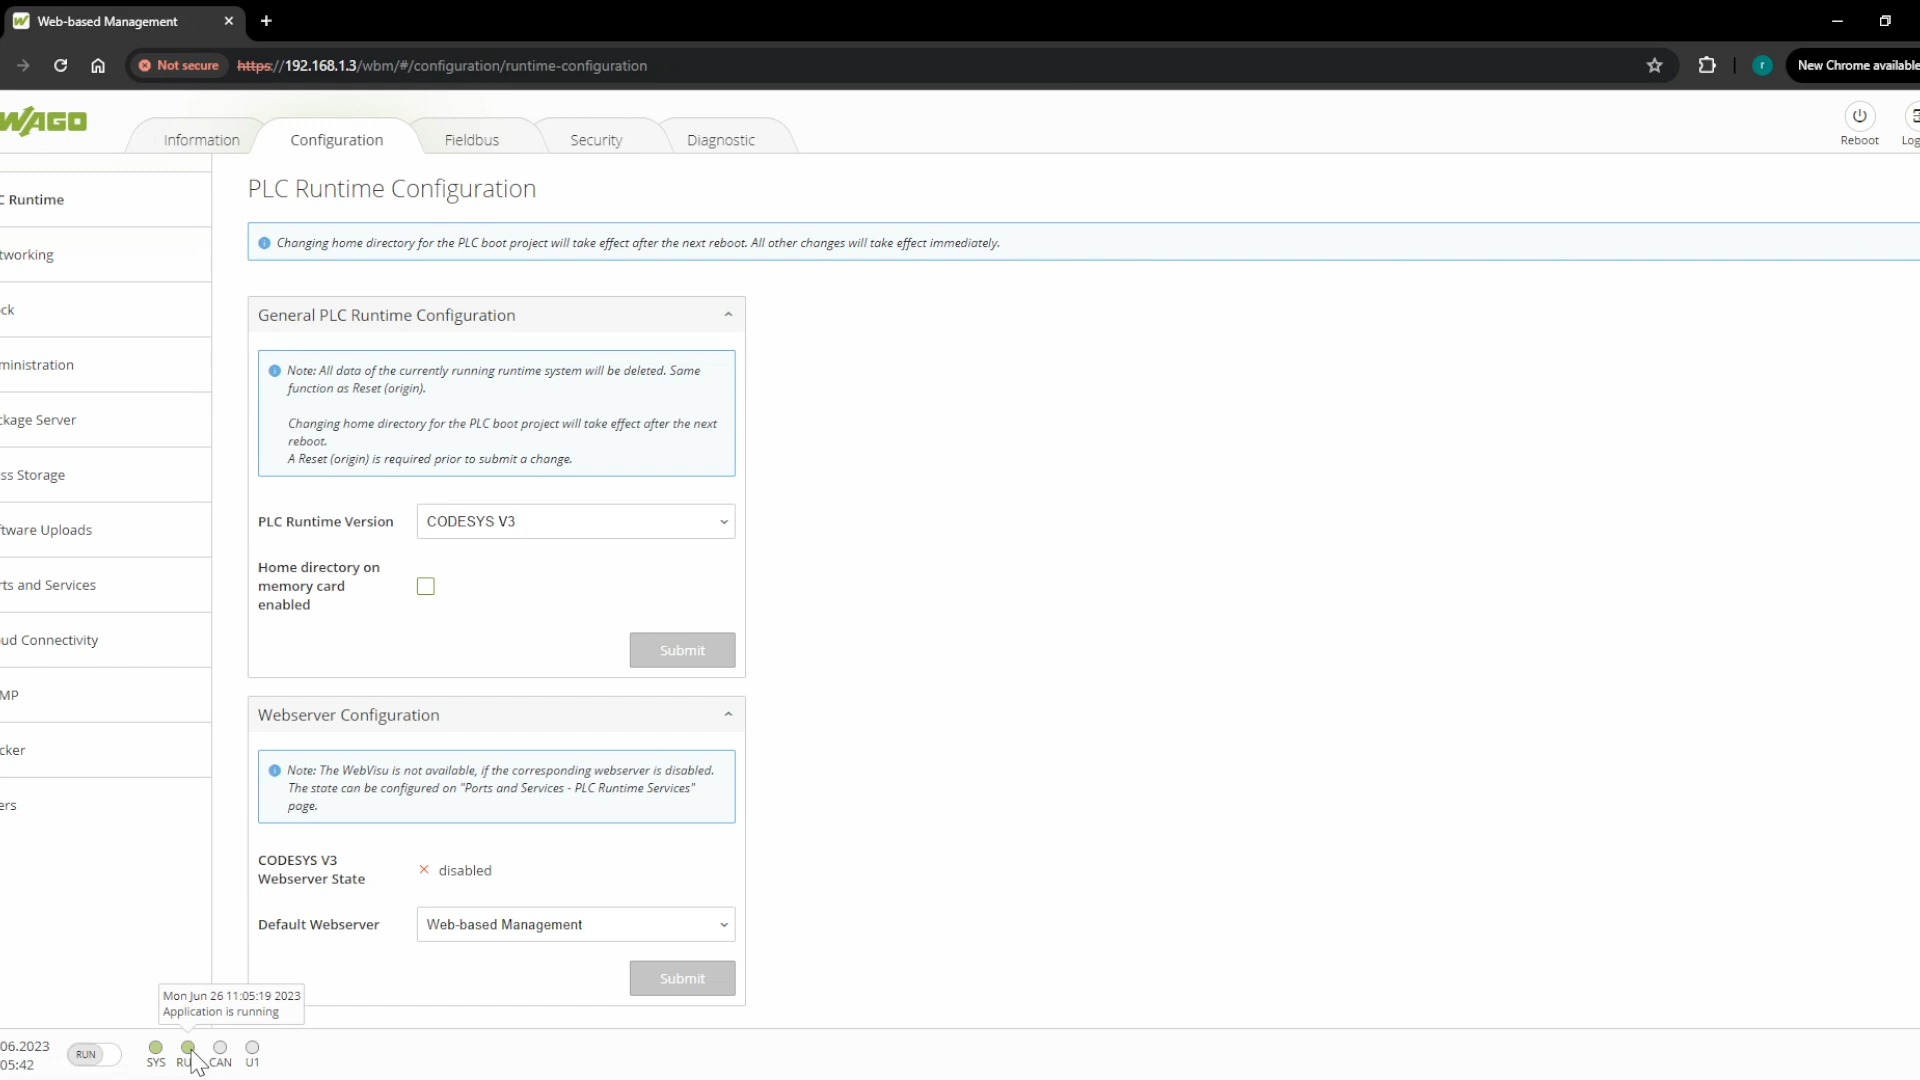 Web-based Management
Not secure https://192.168.1.3/wbm/#/configuration/runtime-configuration
r
New Chrome available
WAGO
Information
Configuration
Fieldbus
Security
Diagnostic
Reboot
Log
C Runtime
tworking
ck
ministration
ckage Server
ss Storage
ftware Uploads
rts and Services
oud Connectivity
MP
cker
ers
PLC Runtime Configuration
Changing home directory for the PLC boot project will take effect after the next reboot. All other changes will take effect immediately.
General PLC Runtime Configuration
Note: All data of the currently running runtime system will be deleted. Same
function as Reset (origin).
Changing home directory for the PLC boot project will take effect after the next
reboot.
A Reset (origin) is required prior to submit a change.
PLC Runtime Version
CODESYS V3
Home directory on
memory card
enabled
Submit
Webserver Configuration
Note: The WebVisu is not available, if the corresponding webserver is disabled.
The state can be configured on "Ports and Services - PLC Runtime Services"
page.
CODESYS V3
Webserver State
disabled
Default Webserver
Web-based Management
Submit
Mon Jun 26 11:05:19 2023
Application is running
06.2023
05:42
RUN
SYS
RU
CAN
U1